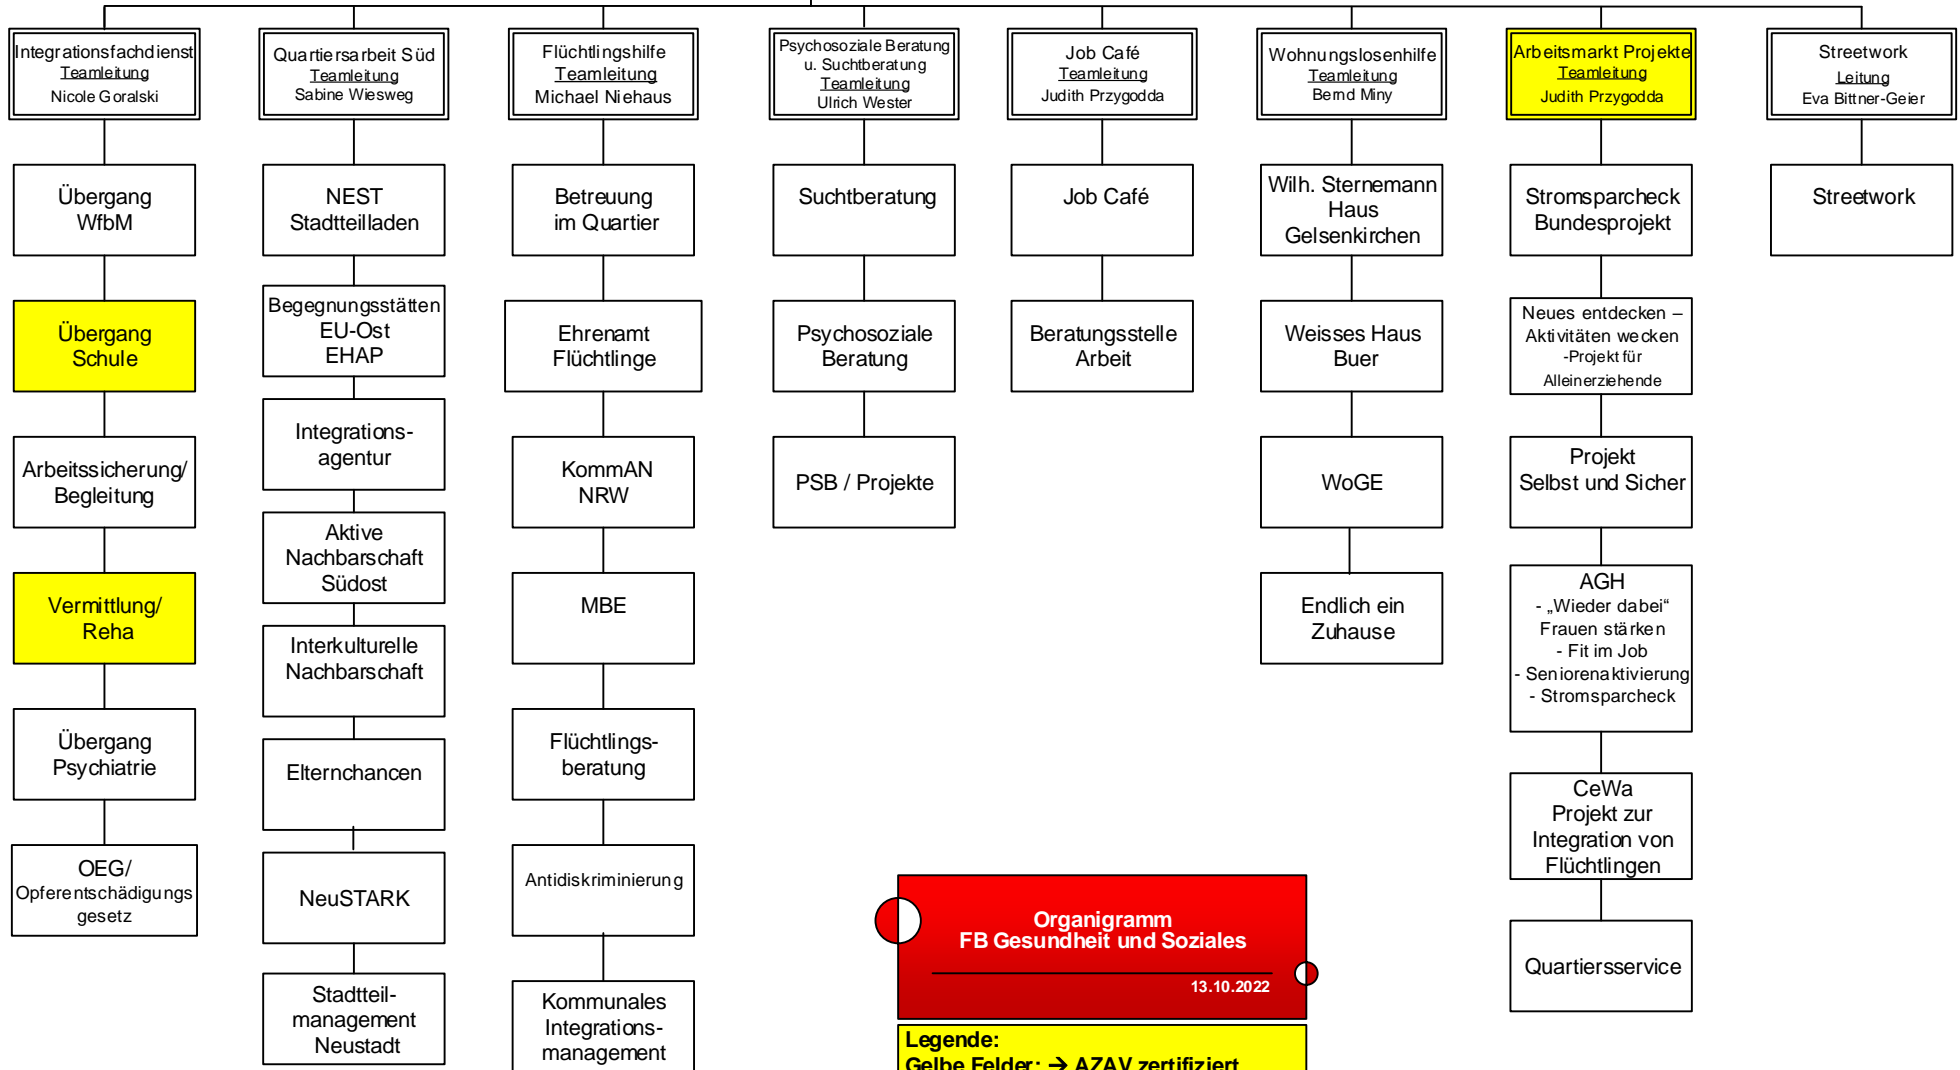 Integrationsfachdienst
Teamleitung
Nicole Goralski
Übergang
WfbM
Übergang
Schule
Arbeitssicherung/
Begleitung
Vermittlung/
Reha
Übergang
Psychiatrie
OEG/
Opferentschädigungs
gesetz
Quartiersarbeit Süd
Teamleitung
Sabine Wiesweg
NEST
Stadtteilladen
Begegnungsstätten
EU-Ost
EHAP
Integrations-
agentur
Aktive
Nachbarschaft
Südost
Interkulturelle
Nachbarschaft
Elternchancen
NeuSTARK
Stadtteil-
management
Neustadt
Flüchtlingshilfe
Teamleitung
Michael Niehaus
Betreuung
im Quartier
Ehrenamt
Flüchtlinge
KommAN
NRW
MBE
Flüchtlings-
beratung
Antidiskriminierung
Kommunales
Integrations-
management
Psychosoziale Beratung
u. Suchtberatung
Teamleitung
Ulrich Wester
Suchtberatung
Psychosoziale
Beratung
PSB / Projekte
Job Café
Teamleitung
Judith Przygodda
Job Café
Beratungsstelle
Arbeit
Wohnungslosenhilfe
Teamleitung
Bernd Miny
Wilh. Sternemann
Haus
Gelsenkirchen
Weisses Haus
Buer
WoGE
Endlich ein
Zuhause
Arbeitsmarkt Projekte
Teamleitung
Judith Przygodda
Stromsparcheck
Bundesprojekt
Neues entdecken –
Aktivitäten wecken
-Projekt für
Alleinerziehende
Projekt
Selbst und Sicher
AGH
- „Wieder dabei“
Frauen stärken
- Fit im Job
- Seniorenaktivierung
- Stromsparcheck
CeWa
Projekt zur
Integration von
Flüchtlingen
Quartiersservice
Streetwork
Leitung
Eva Bittner-Geier
Streetwork
Organigramm
FB Gesundheit und Soziales
13.10.2022
Legende:
Gelbe Felder: → AZAV zertifiziert